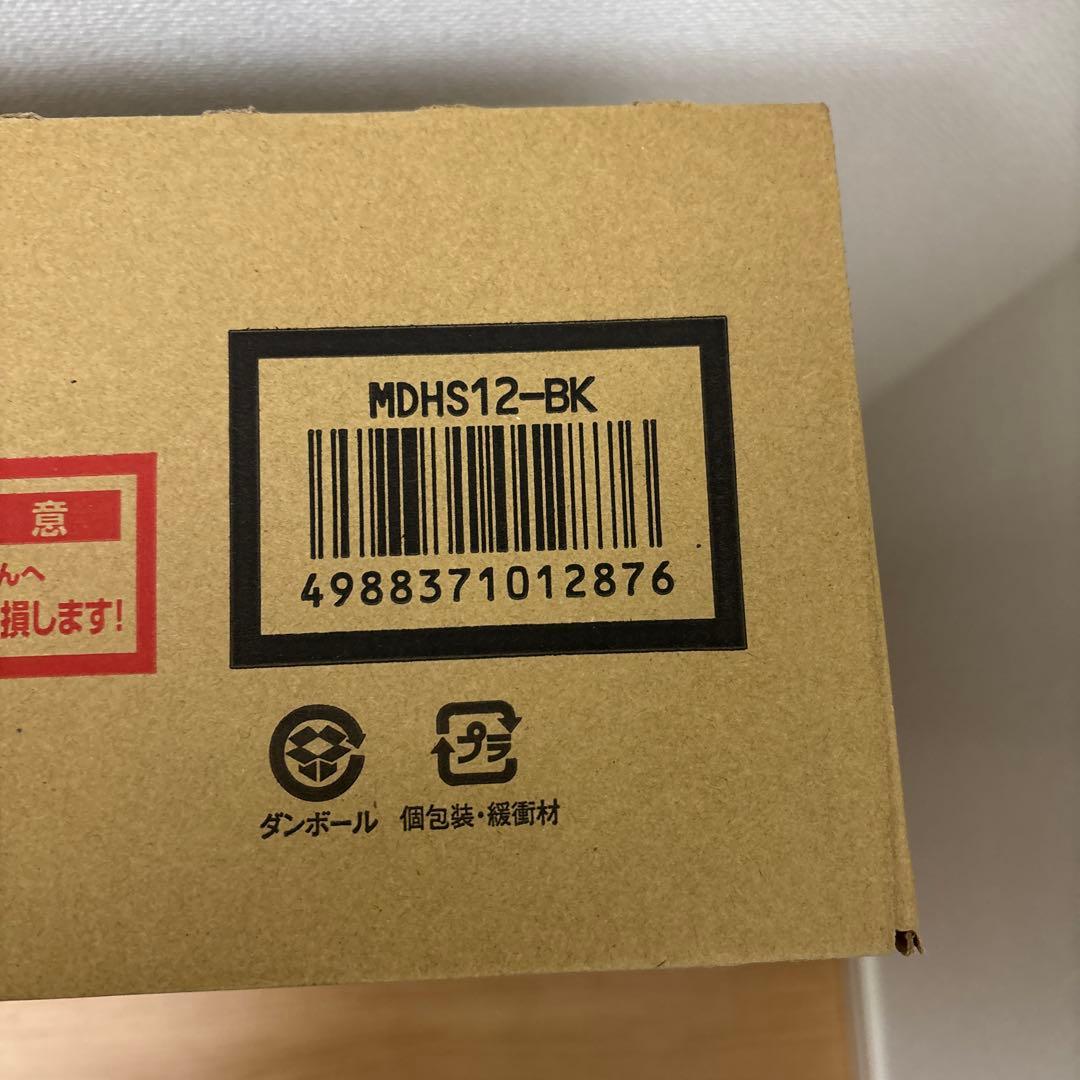 MDHS12-BK
4988371012876
意
んへ
損します!
プラ
ダンボール
個包装・緩衝材